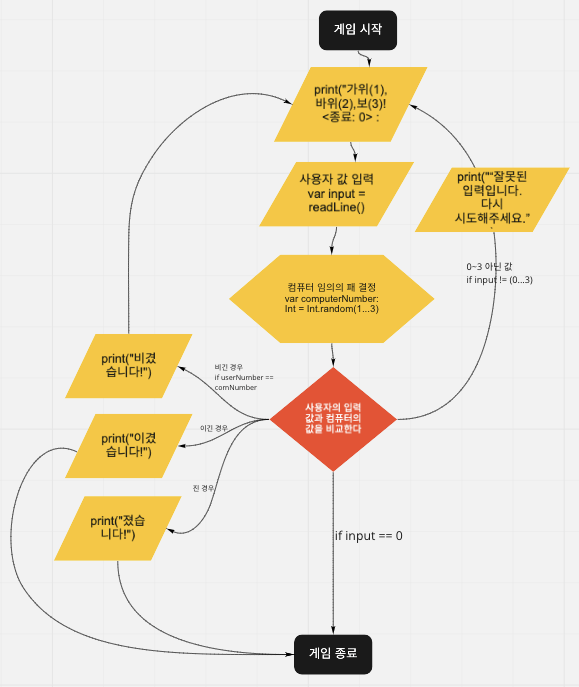 게임 시작
print("가위(1),
바위(2),보(3)!
<종료: 0> :
사용자 값 입력
var input =
readLine()
print("“잘못된
입력입니다.
다시
시도해주세요.”
0~3 아닌 값
if input != (0...3)
컴퓨터 임의의 패 결정
var computerNumber:
Int = Int.random(1...3)
print("비겼
습니다!")
비긴 경우
if userNumber ==
comNumber
사용자의 입력
값과 컴퓨터의
값을 비교한다
print("이겼
습니다!")
이긴 경우
진 경우
print("졌습
니다!")
if input == 0
게임 종료